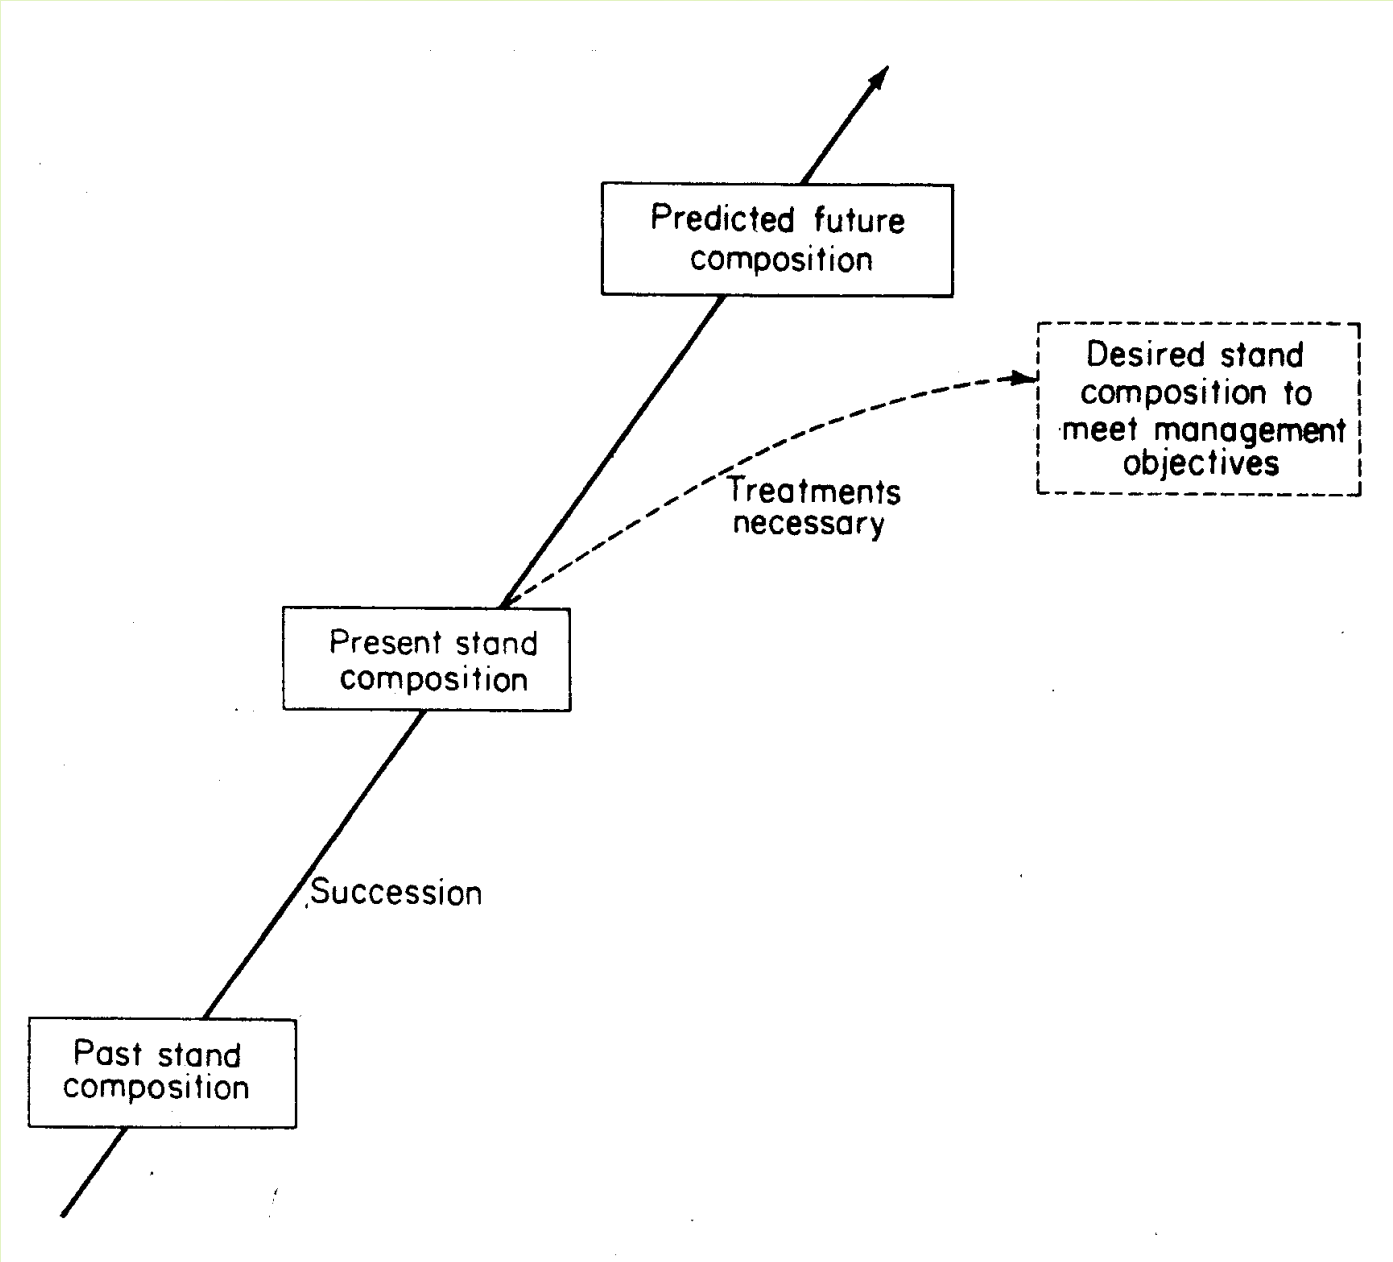 Predicted future
composition
Desired stand
composition to
meet management
objectives
Treatments
necessary
Present stand
composition
Succession
Past stand
composition